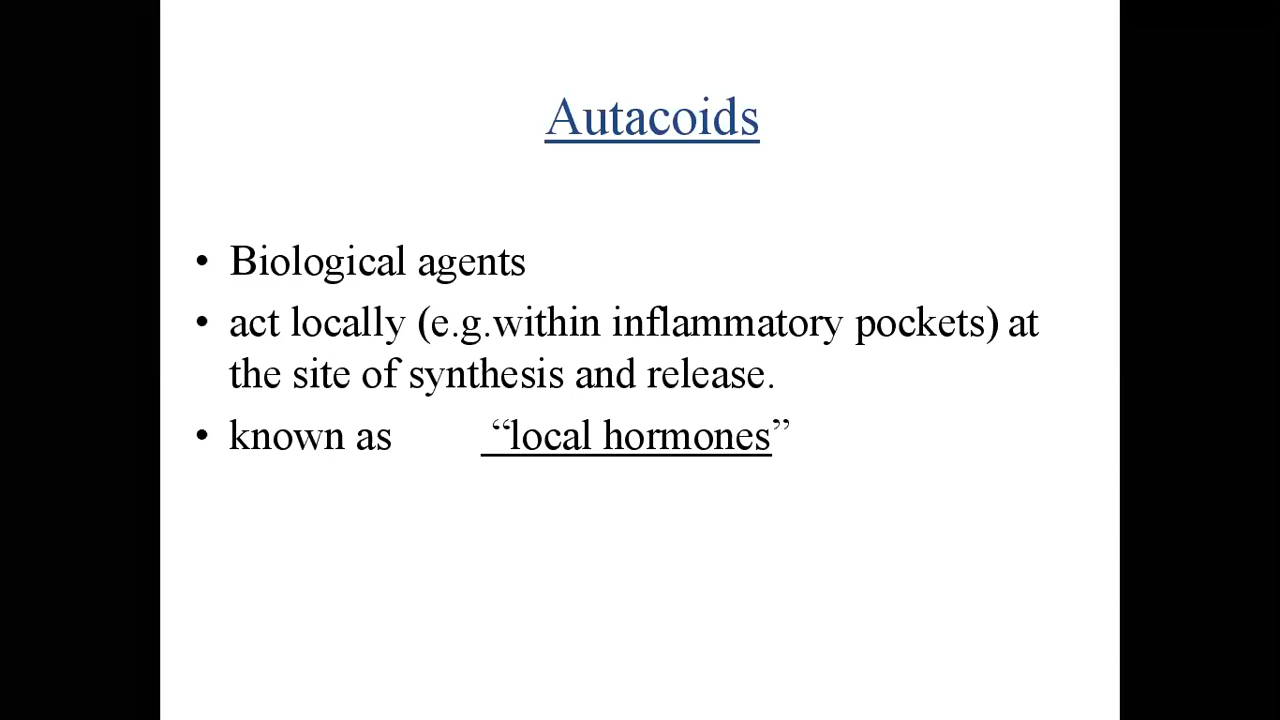 Autacoids
• Biological agents
• act locally (e.g.within inflammatory pockets) at
the site of synthesis and release.
• known as “local hormones”